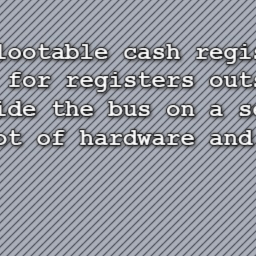 lootable cash regis
for registers outs
ide the bus on a s
ot of hardware and